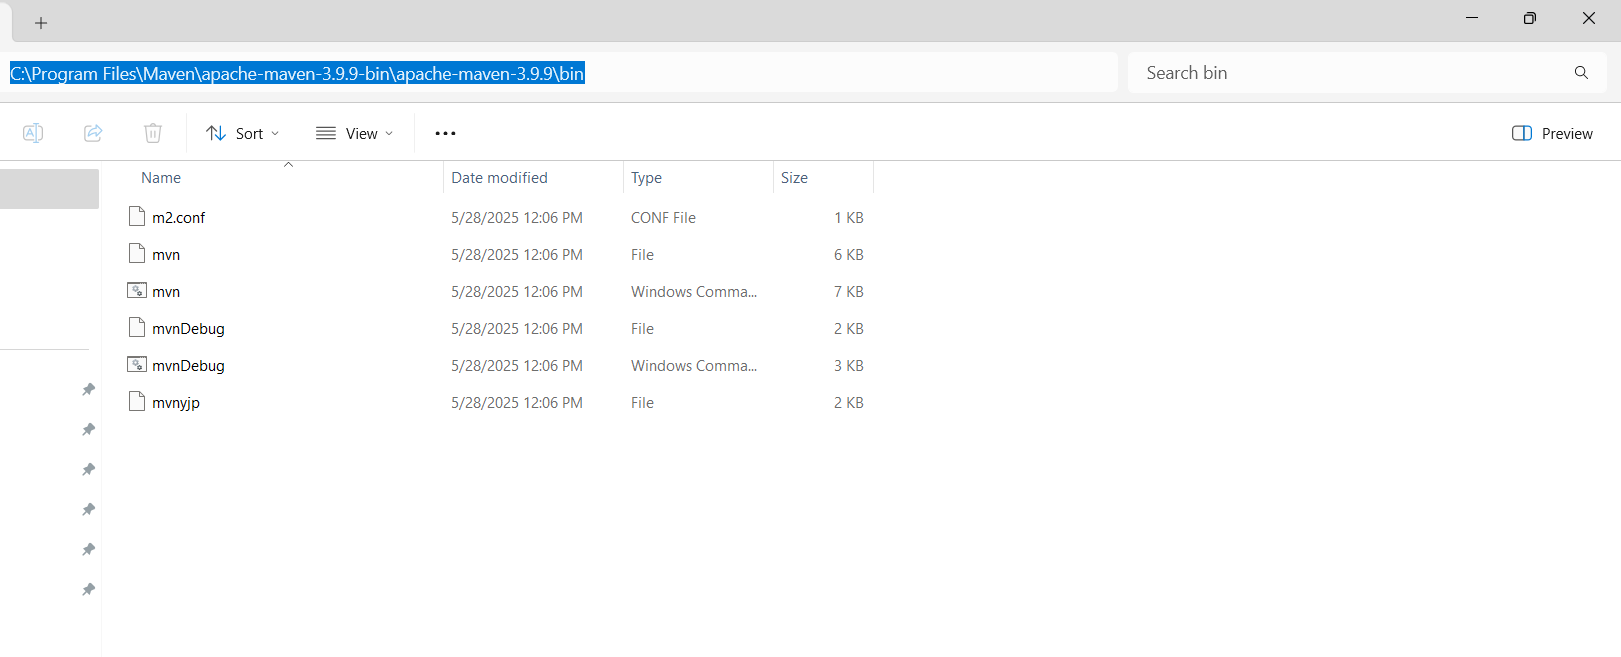 C:\Program Files\Maven\apache-maven-3.9.9-bin\apache-maven-3.9.9\bin
Search bin
Sort
View
Preview
Name Date modified Type Size
m2.conf 5/28/2025 12:06 PM CONF File 1 KB
mvn 5/28/2025 12:06 PM File 6 KB
mvn 5/28/2025 12:06 PM Windows Comma... 7 KB
mvnDebug 5/28/2025 12:06 PM File 2 KB
mvnDebug 5/28/2025 12:06 PM Windows Comma... 3 KB
mvnyjp 5/28/2025 12:06 PM File 2 KB